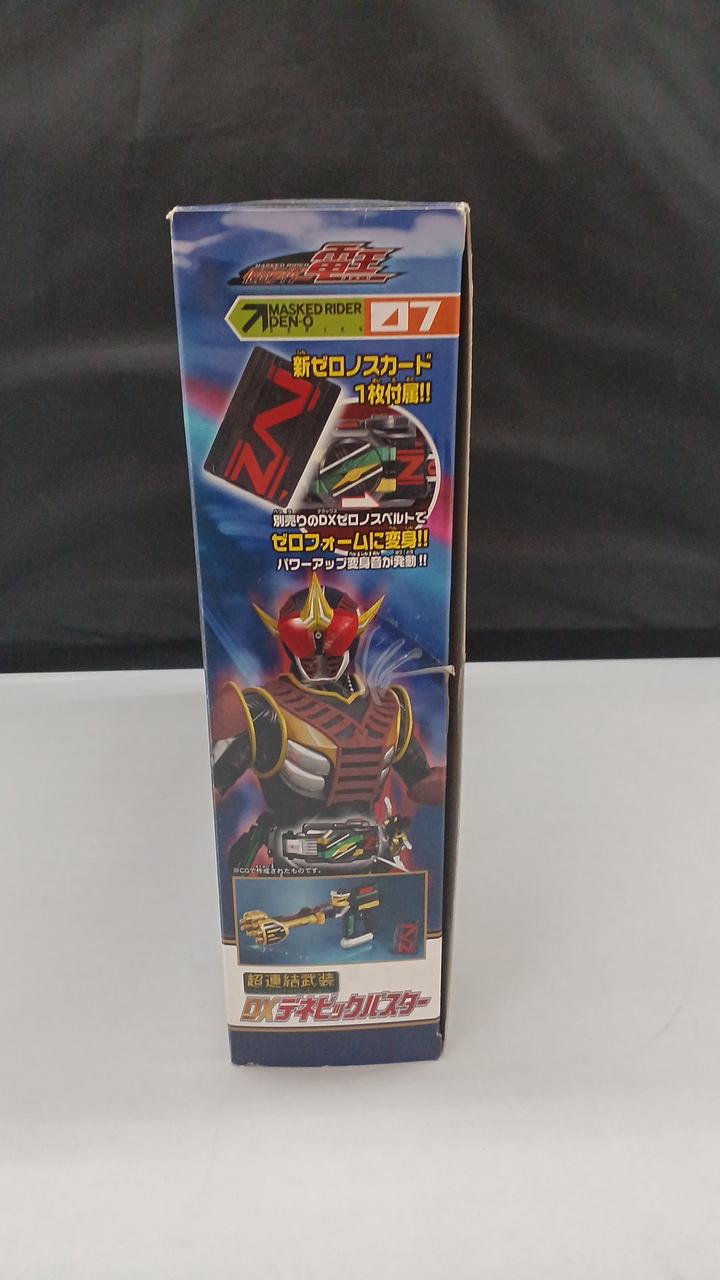 MASKED RIDER
仮面ライダー
電王
MASKED RIDER
DEN-O
SERIES
07
新ゼロノスカード
1枚付属!!
別売りのDXゼロノスベルトで
ゼロフォームに変身!!
パワーアップ変身音が発動!!
※CGで作成されたものです。
超連結武装
DXデネビックバスター